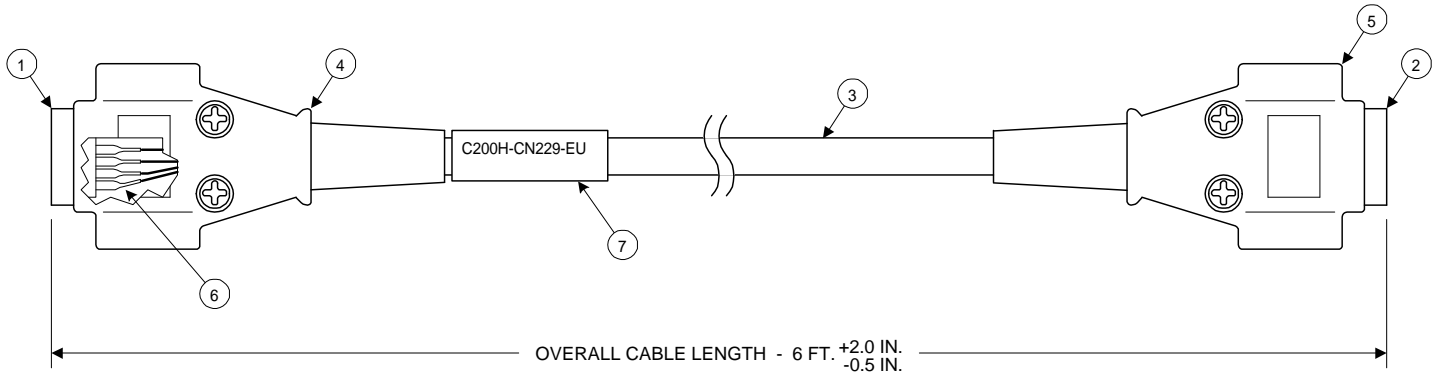 1
4
3
5
2
C200H-CN229-EU
7
6
OVERALL CABLE LENGTH - 6 FT. +2.0 IN.
-0.5 IN.